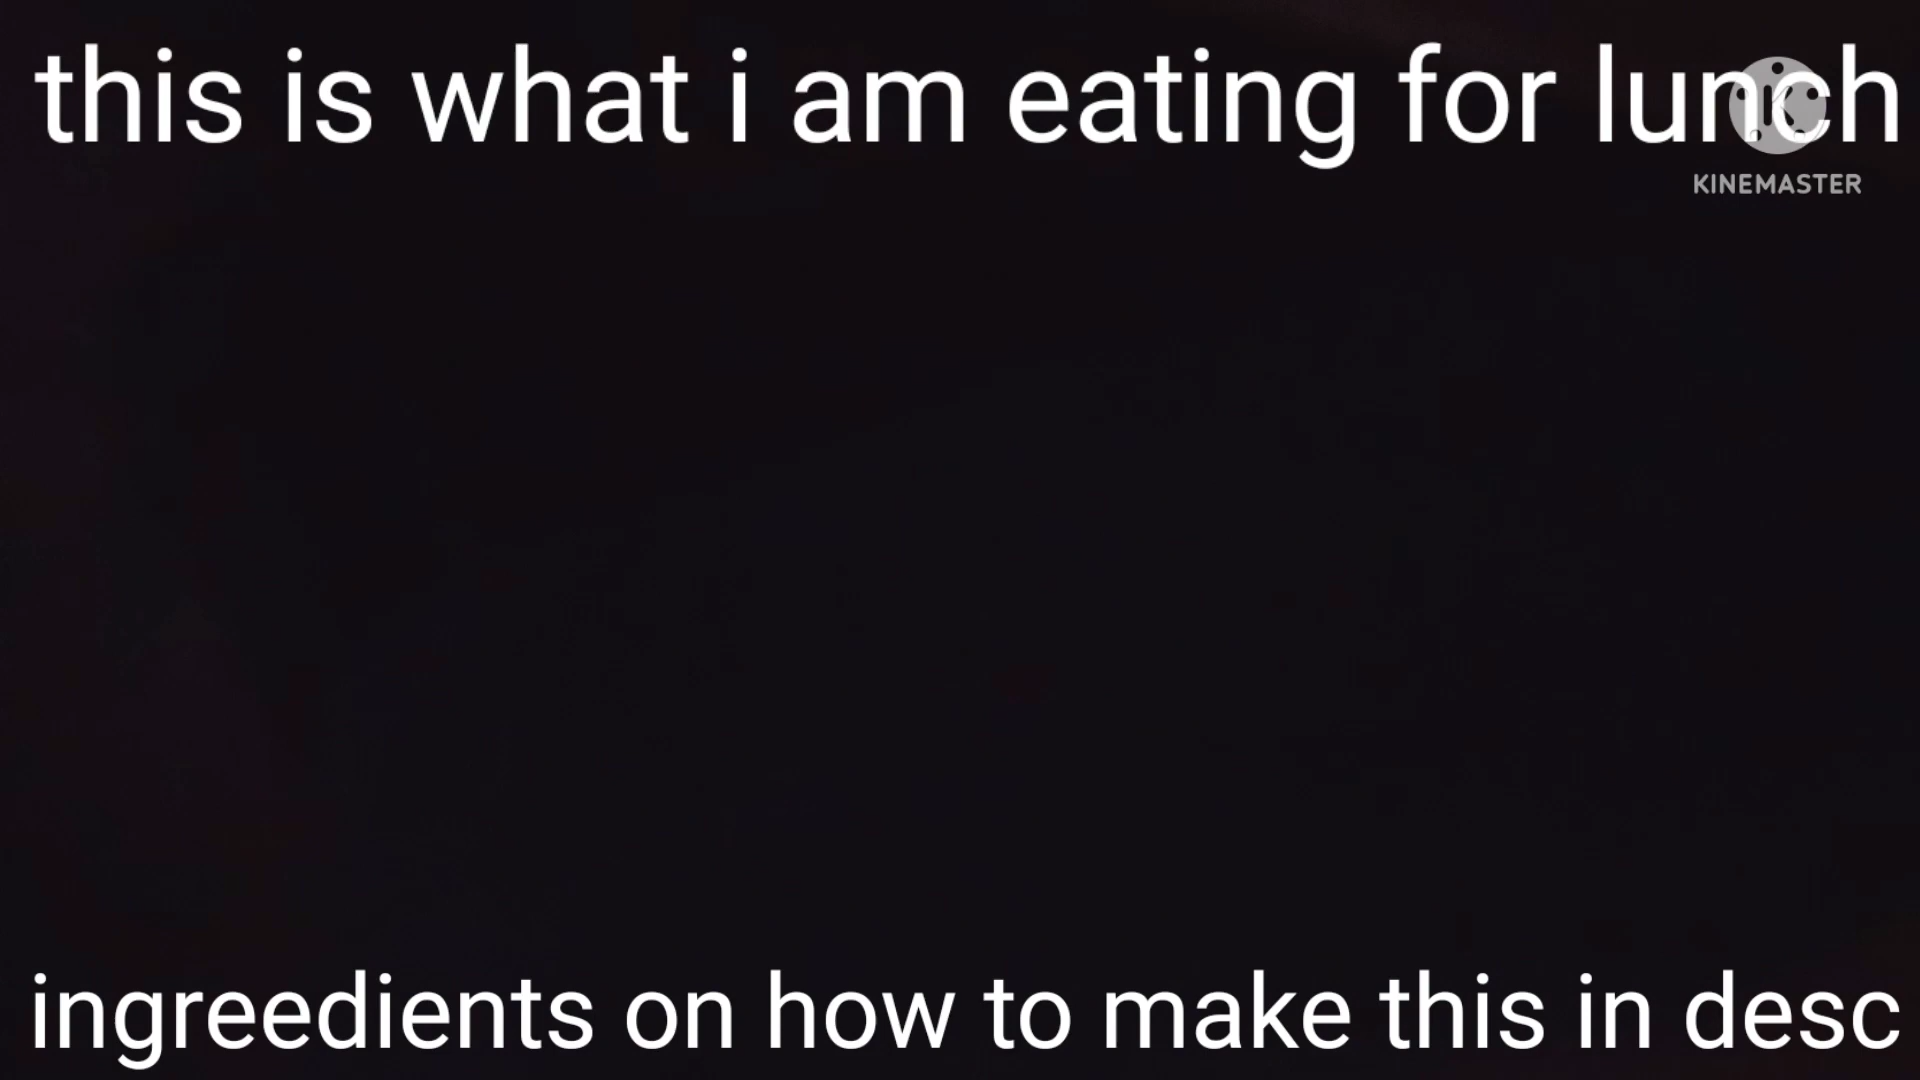 this is what i am eating for lunch
KINEMASTER
ingreedients on how to make this in desc